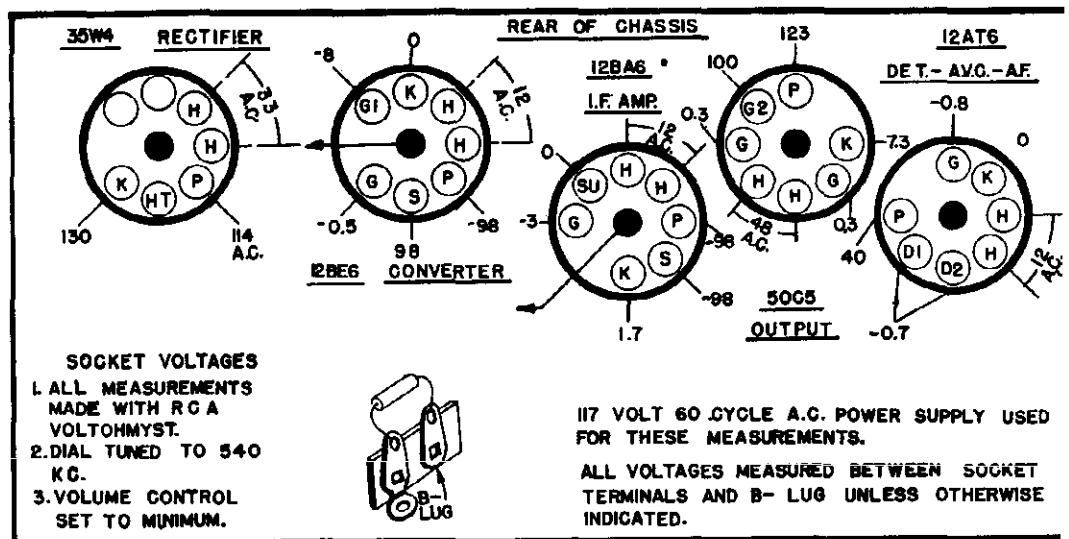 REAR OF CHASSIS
35W4 RECTIFIER
H
H
P
HT
K
33
A.C.
114
A.C.
130
0
-8
12
A.C.
G1
K
H
H
P
S
G
-0.5
98
-98
12BE6 CONVERTER
12BA6
I.F. AMP.
12
A.C.
0
-3
SU
H
H
P
S
K
G
-98
-98
1.7
123
100
0.3
G2
P
K
G
H
H
G
7.3
0.3
48
A.C.
50C5
OUTPUT
12AT6
DET.-A.V.C.-A.F.
-0.8
0
G
K
H
H
D2
D1
P
40
12
A.C.
-0.7
SOCKET VOLTAGES
1. ALL MEASUREMENTS
MADE WITH RCA
VOLTOHMYST.
2. DIAL TUNED TO 540
KC.
3. VOLUME CONTROL
SET TO MINIMUM.
B-
LUG
117 VOLT 60 CYCLE A.C. POWER SUPPLY USED
FOR THESE MEASUREMENTS.
ALL VOLTAGES MEASURED BETWEEN SOCKET
TERMINALS AND B- LUG UNLESS OTHERWISE
INDICATED.